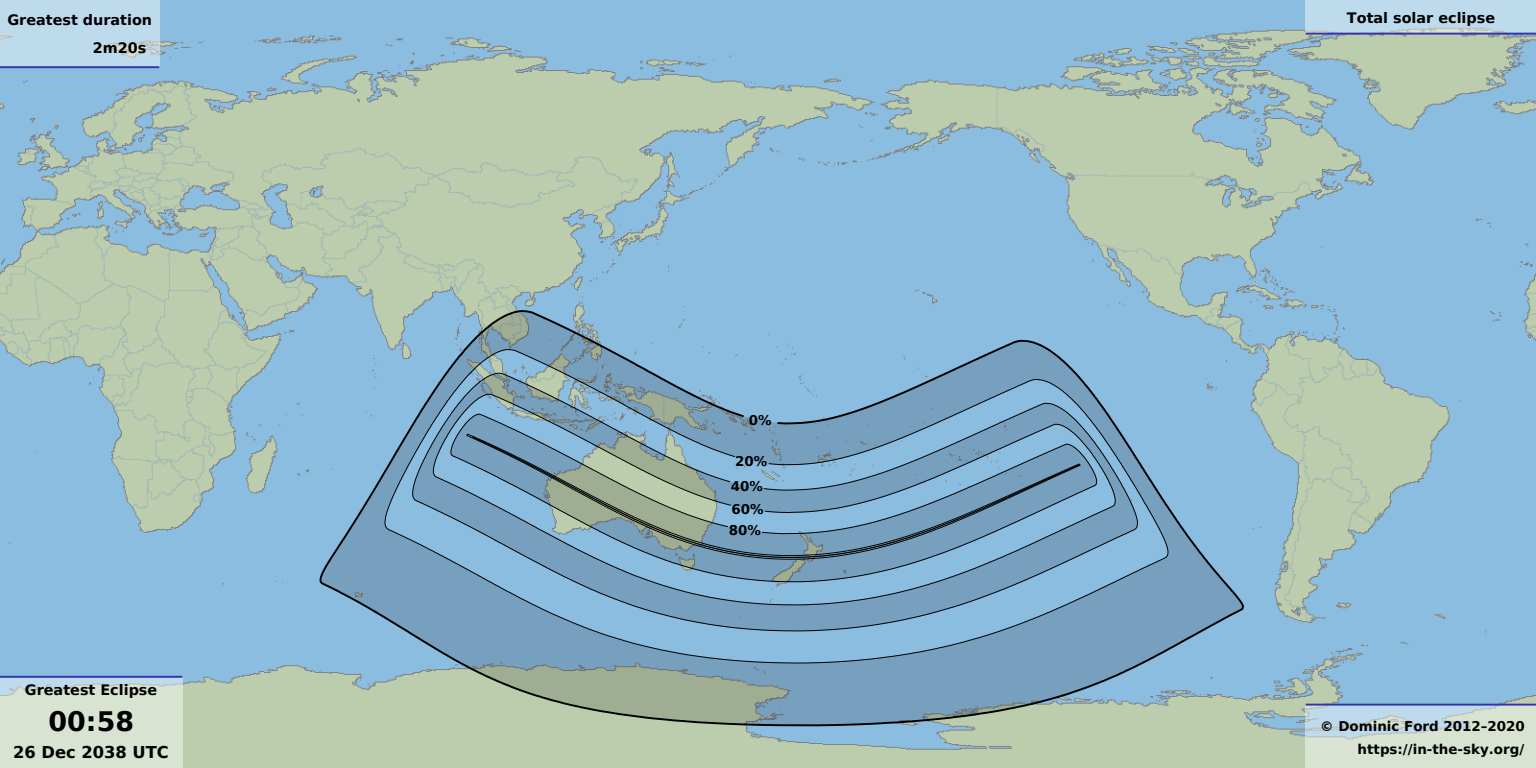 Greatest duration
2m20s
Total solar eclipse
0%
20%
40%
60%
80%
Greatest Eclipse
00:58
26 Dec 2038 UTC
© Dominic Ford 2012–2020
https://in-the-sky.org/